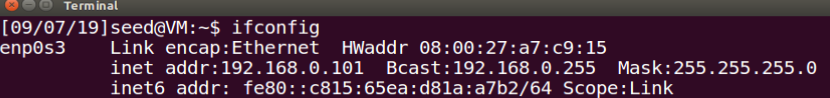 Terminal
[09/07/19]seed@VM:~$ ifconfig
enp0s3    Link encap:Ethernet  HWaddr 08:00:27:a7:c9:15
          inet addr:192.168.0.101  Bcast:192.168.0.255  Mask:255.255.255.0
          inet6 addr: fe80::c815:65ea:d81a:a7b2/64 Scope:Link